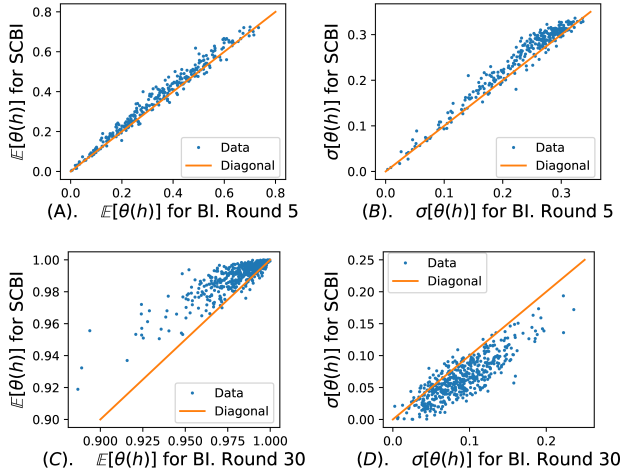 0.8
0.6
0.4
0.2
0.0
0.0 0.2 0.4 0.6 0.8
𝔼[θ(h)] for SCBI
Data
Diagonal
(A). 𝔼[θ(h)] for BI. Round 5
0.3
0.2
0.1
0.0
0.0 0.1 0.2 0.3
σ[θ(h)] for SCBI
Data
Diagonal
(B). σ[θ(h)] for BI. Round 5
1.00
0.98
0.96
0.94
0.92
0.90
0.900 0.925 0.950 0.975 1.000
𝔼[θ(h)] for SCBI
Data
Diagonal
(C). 𝔼[θ(h)] for BI. Round 30
0.25
0.20
0.15
0.10
0.05
0.00
0.0 0.1 0.2
σ[θ(h)] for SCBI
Data
Diagonal
(D). σ[θ(h)] for BI. Round 30